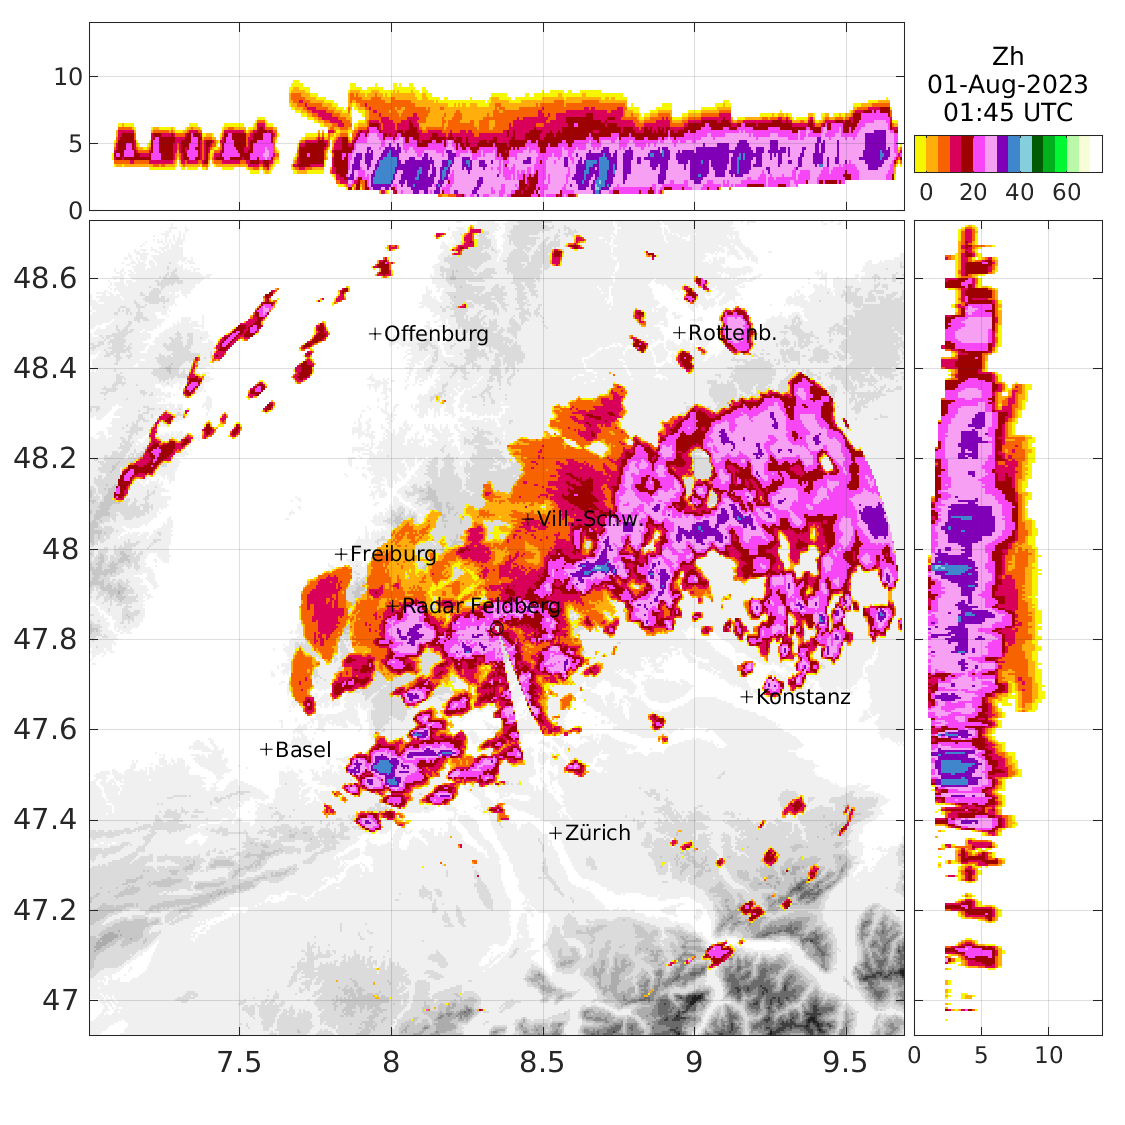 10
5
0
Zh
01-Aug-2023
01:45 UTC
0 20 40 60
48.6
48.4
48.2
48
47.8
47.6
47.4
47.2
47
+Offenburg
+Rottenb.
+Vill.-Schw.
+Freiburg
+Radar Feldberg
+Konstanz
+Basel
+Zürich
7.5 8 8.5 9 9.5
0 5 10